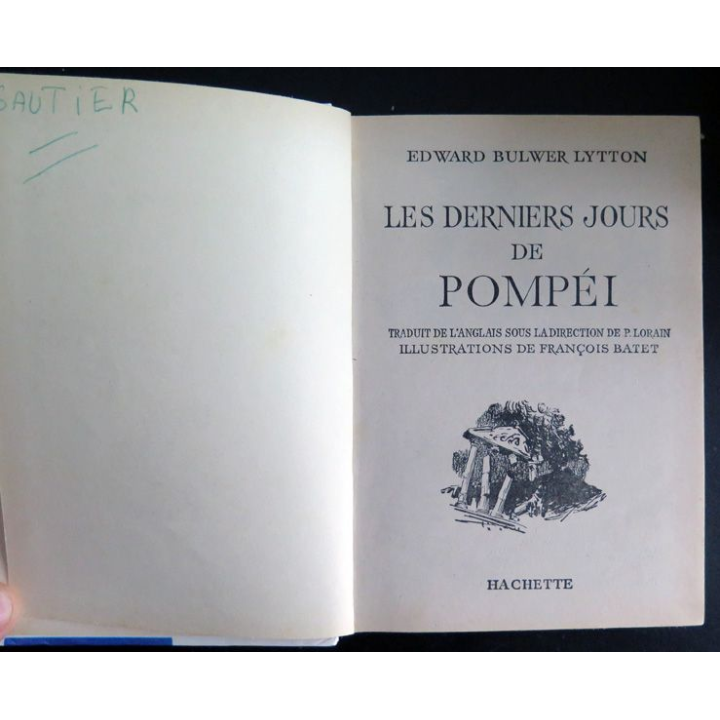 GAUTIER
EDWARD BULWER LYTTON
LES DERNIERS JOURS
DE
POMPÉI
TRADUIT DE L'ANGLAIS SOUS LA DIRECTION DE P. LORAIN
ILLUSTRATIONS DE FRANÇOIS BATET
HACHETTE